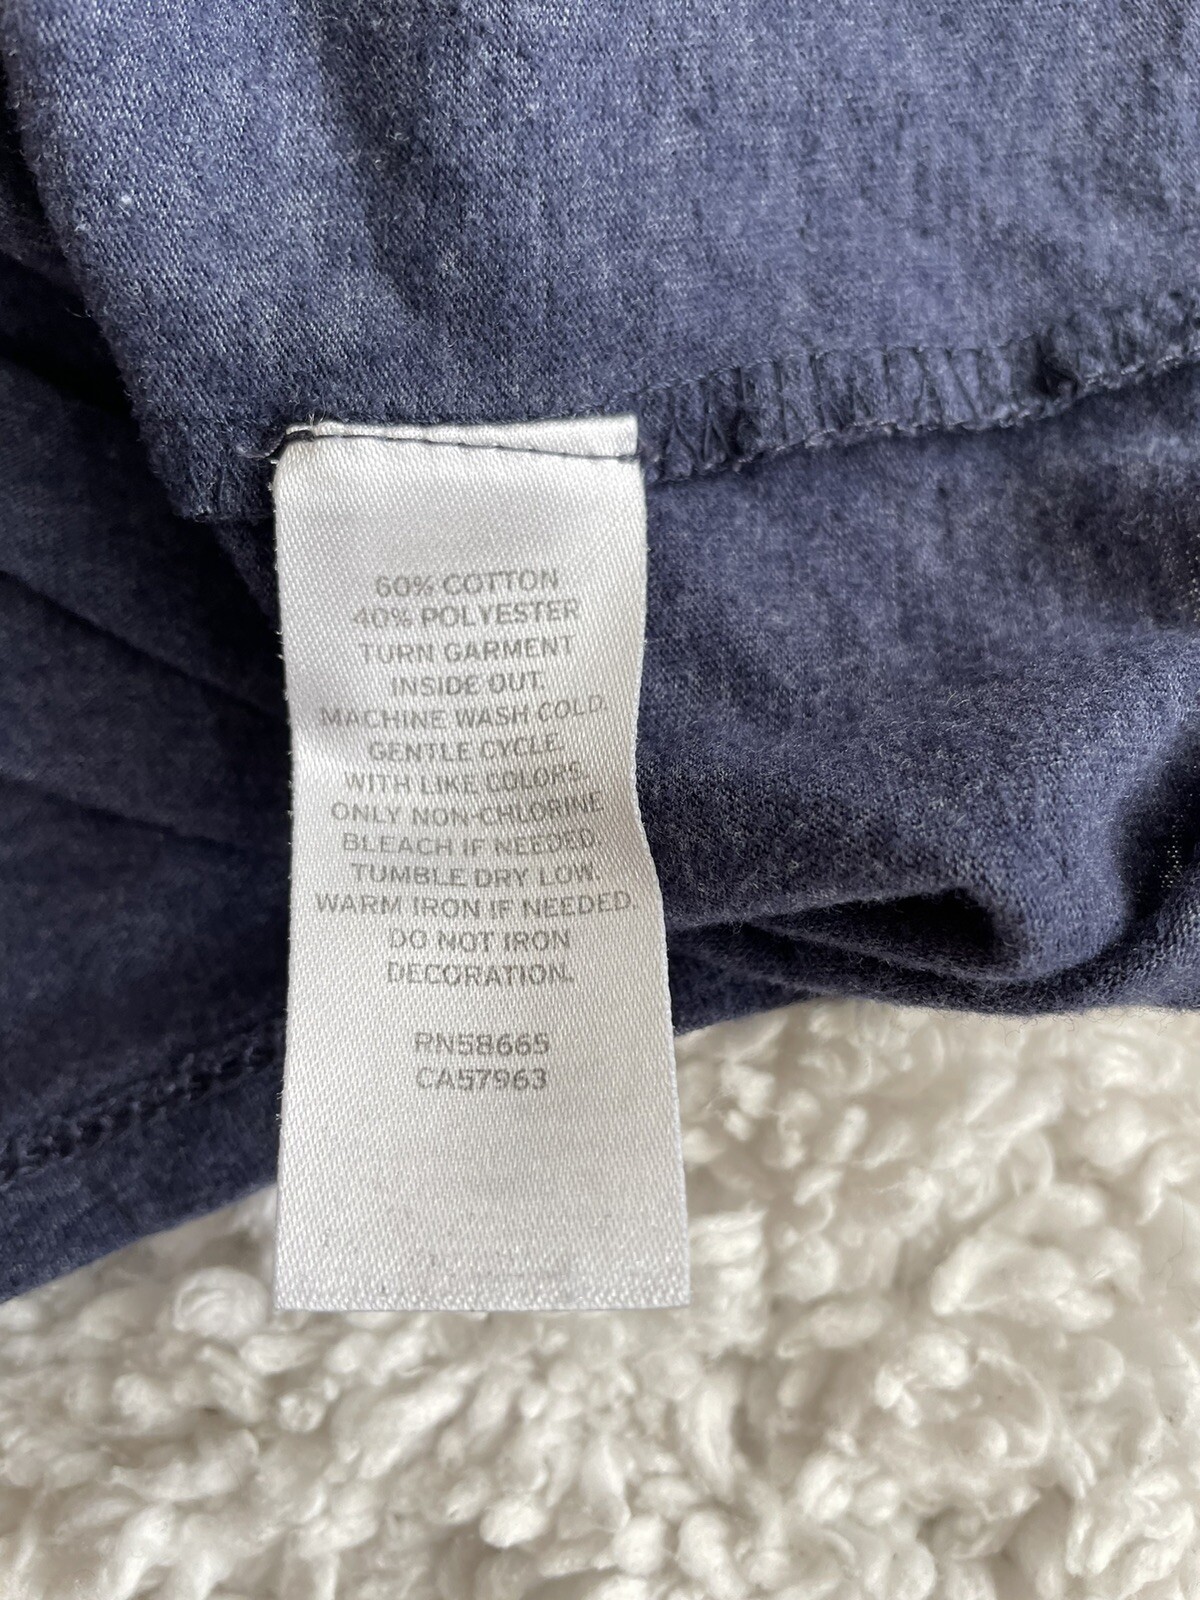 60% COTTON
40% POLYESTER
TURN GARMENT
INSIDE OUT.
MACHINE WASH COLD.
GENTLE CYCLE.
WITH LIKE COLORS.
ONLY NON-CHLORINE
BLEACH IF NEEDED.
TUMBLE DRY LOW.
WARM IRON IF NEEDED.
DO NOT IRON
DECORATION.
RN58665
CA57963